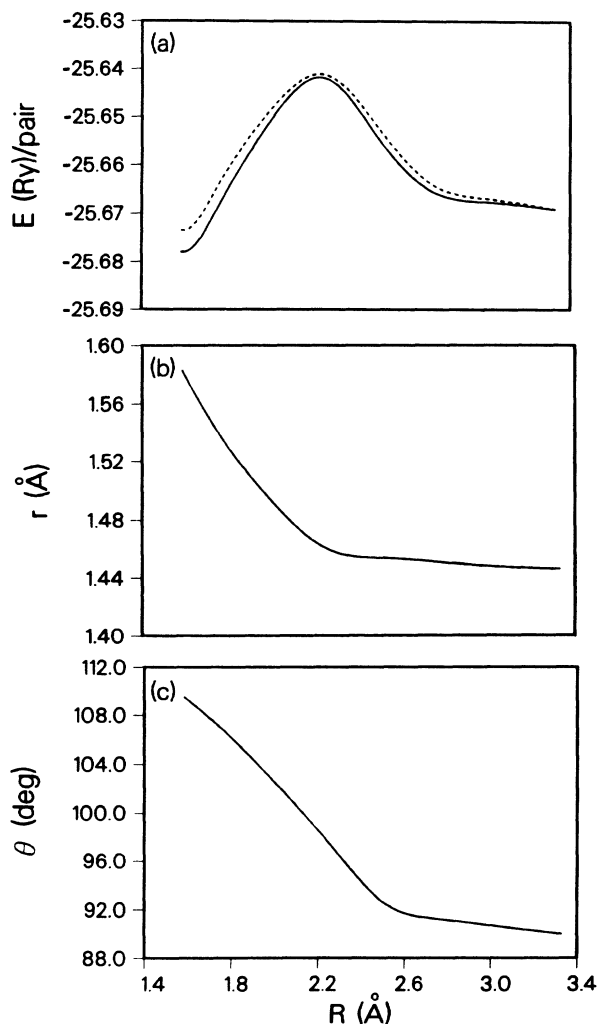 -25.63
(a)
-25.64
-25.65
-25.66
-25.67
-25.68
-25.69
E (Ry)/pair
1.60
(b)
1.56
1.52
1.48
1.44
1.40
r (Å)
112.0
(c)
108.0
104.0
100.0
96.0
92.0
88.0
θ (deg)
1.4 1.8 2.2 2.6 3.0 3.4
R (Å)